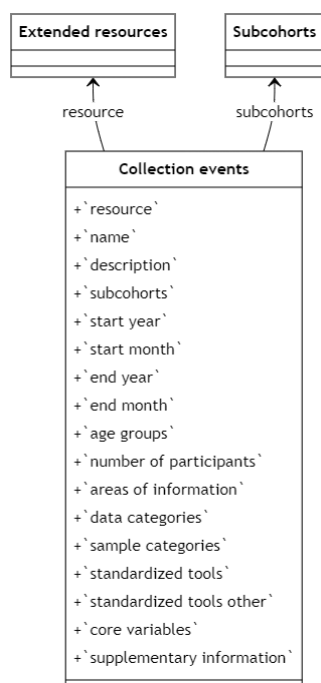 Extended resources
Subcohorts
resource
subcohorts
Collection events
+`resource`
+`name`
+`description`
+`subcohorts`
+`start year`
+`start month`
+`end year`
+`end month`
+`age groups`
+`number of participants`
+`areas of information`
+`data categories`
+`sample categories`
+`standardized tools`
+`standardized tools other`
+`core variables`
+`supplementary information`